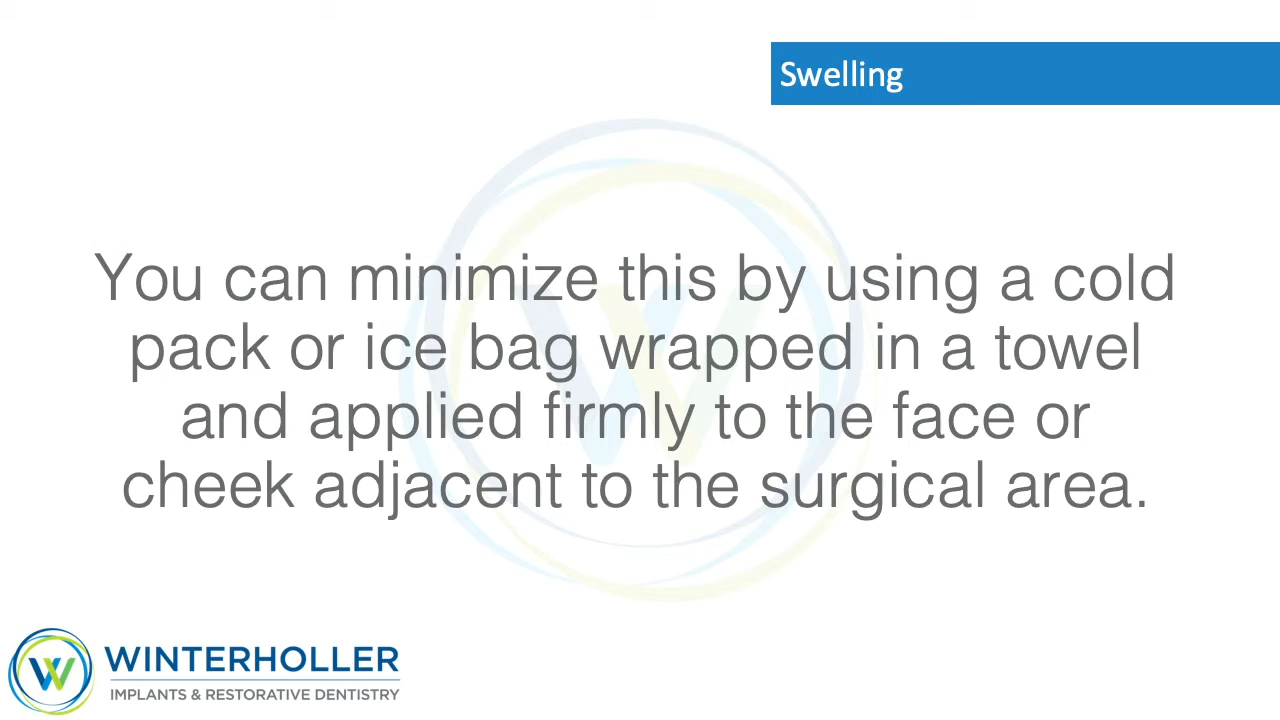 Swelling
You can minimize this by using a cold
pack or ice bag wrapped in a towel
and applied firmly to the face or
cheek adjacent to the surgical area.
WINTERHOLLER
IMPLANTS & RESTORATIVE DENTISTRY